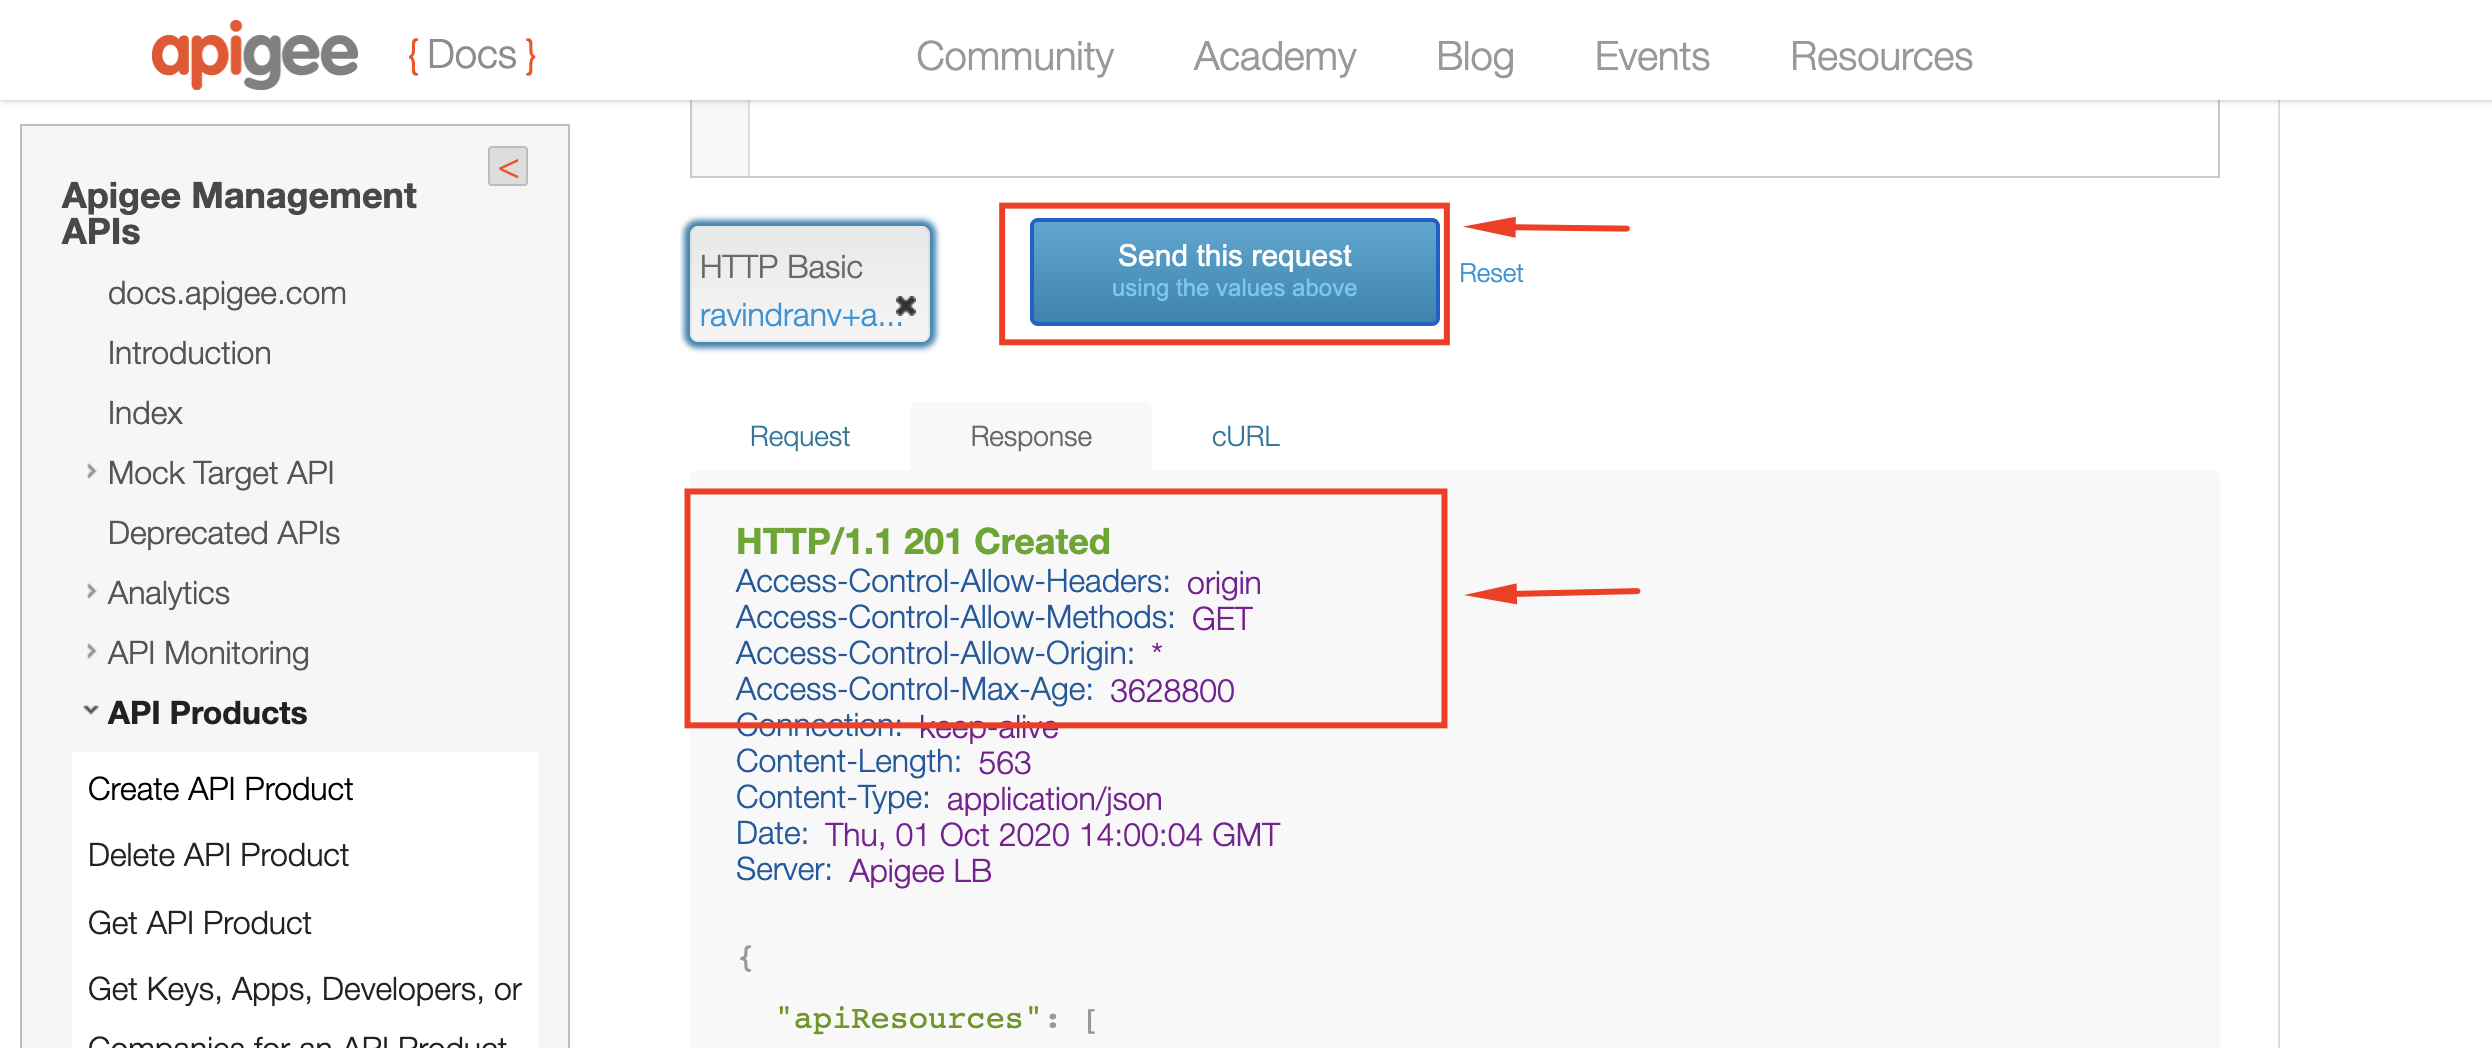 apigee { Docs }
Community Academy Blog Events Resources
<
Apigee Management
APIs
docs.apigee.com
Introduction
Index
Mock Target API
Deprecated APIs
Analytics
API Monitoring
API Products
Create API Product
Delete API Product
Get API Product
Get Keys, Apps, Developers, or
Companies for an API Product
HTTP Basic
ravindranv+a...
Send this request
using the values above
Reset
Request Response cURL
HTTP/1.1 201 Created
Access-Control-Allow-Headers: origin
Access-Control-Allow-Methods: GET
Access-Control-Allow-Origin: *
Access-Control-Max-Age: 3628800
Connection: keep-alive
Content-Length: 563
Content-Type: application/json
Date: Thu, 01 Oct 2020 14:00:04 GMT
Server: Apigee LB
{
"apiResources": [